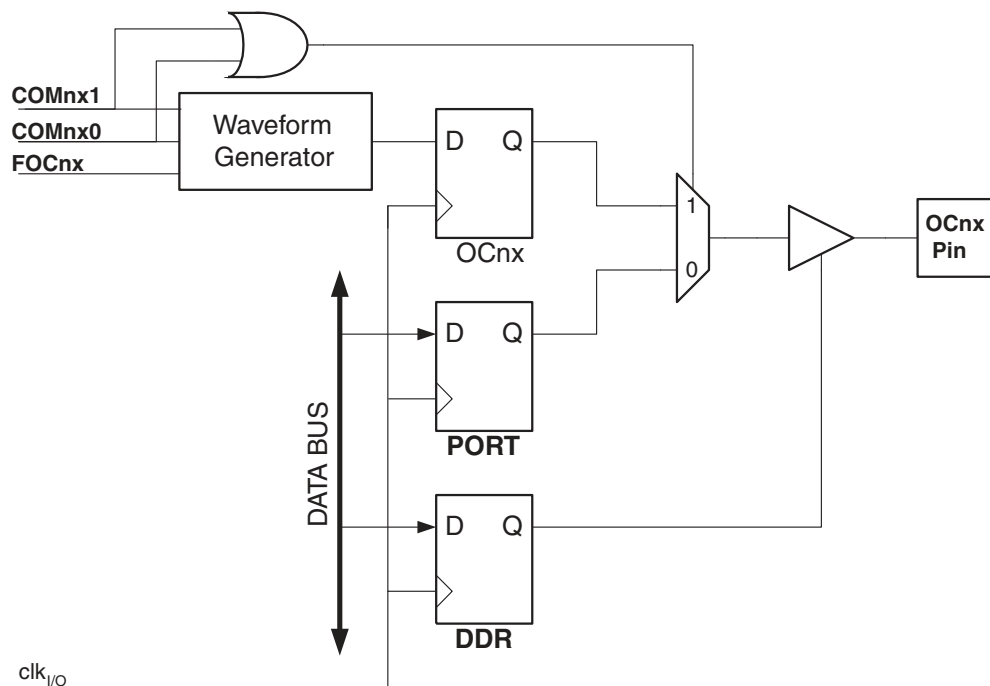 COMnx1
COMnx0
FOCnx
Waveform
Generator
D Q
OCnx
1
0
OCnx
Pin
D Q
PORT
DATA BUS
D Q
DDR
clkI/O